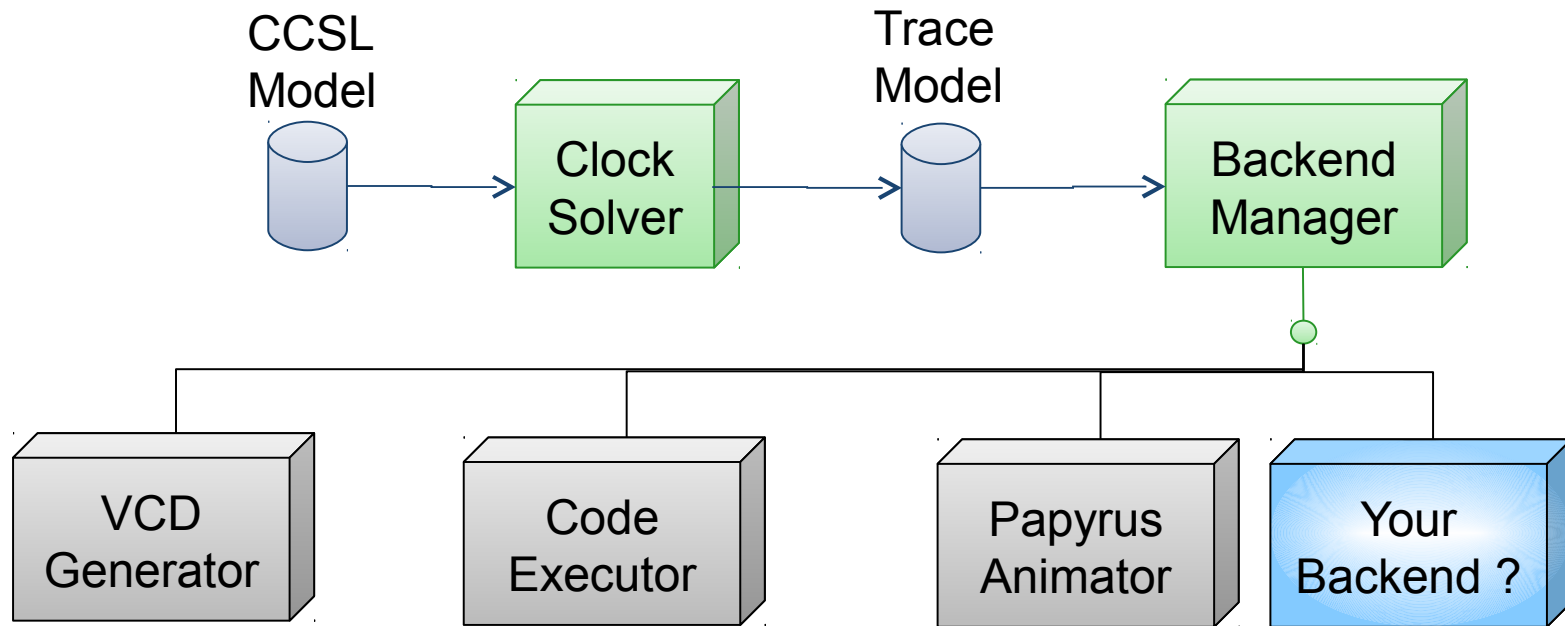 CCSL
Model
Trace
Model
Clock
Solver
Backend
Manager
VCD
Generator
Code
Executor
Papyrus
Animator
Your
Backend ?